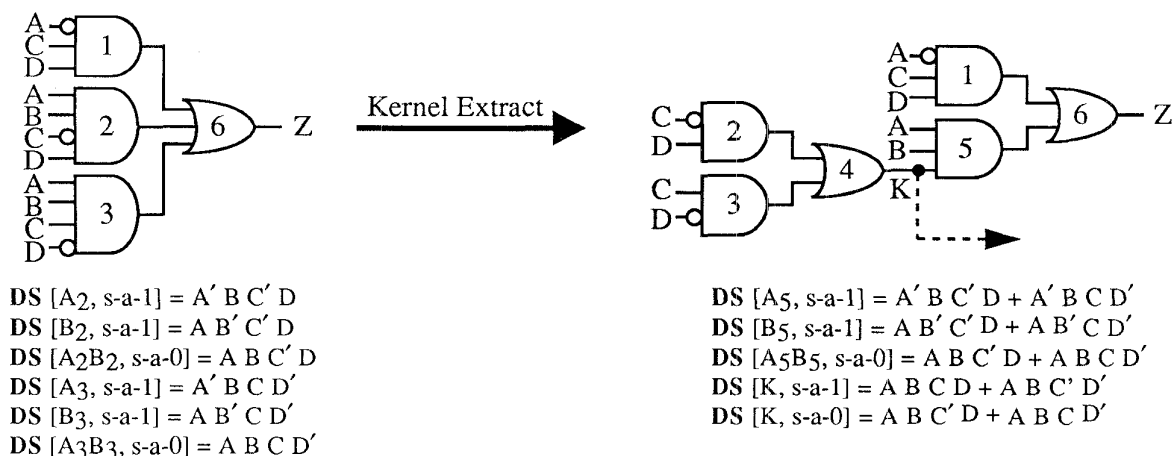 A
C
D
1
A
B
C
D
2
A
B
C
D
3
6
Z
Kernel Extract
C
D
2
C
D
3
4
K
A
C
D
1
A
B
5
6
Z
DS [A2, s-a-1] = A′ B C′ D
DS [B2, s-a-1] = A B′ C′ D
DS [A2B2, s-a-0] = A B C′ D
DS [A3, s-a-1] = A′ B C D′
DS [B3, s-a-1] = A B′ C D′
DS [A3B3, s-a-0] = A B C D′
DS [A5, s-a-1] = A′ B C′ D + A′ B C D′
DS [B5, s-a-1] = A B′ C′ D + A B′ C D′
DS [A5B5, s-a-0] = A B C′ D + A B C D′
DS [K, s-a-1] = A B C D + A B C’ D′
DS [K, s-a-0] = A B C′ D + A B C D′